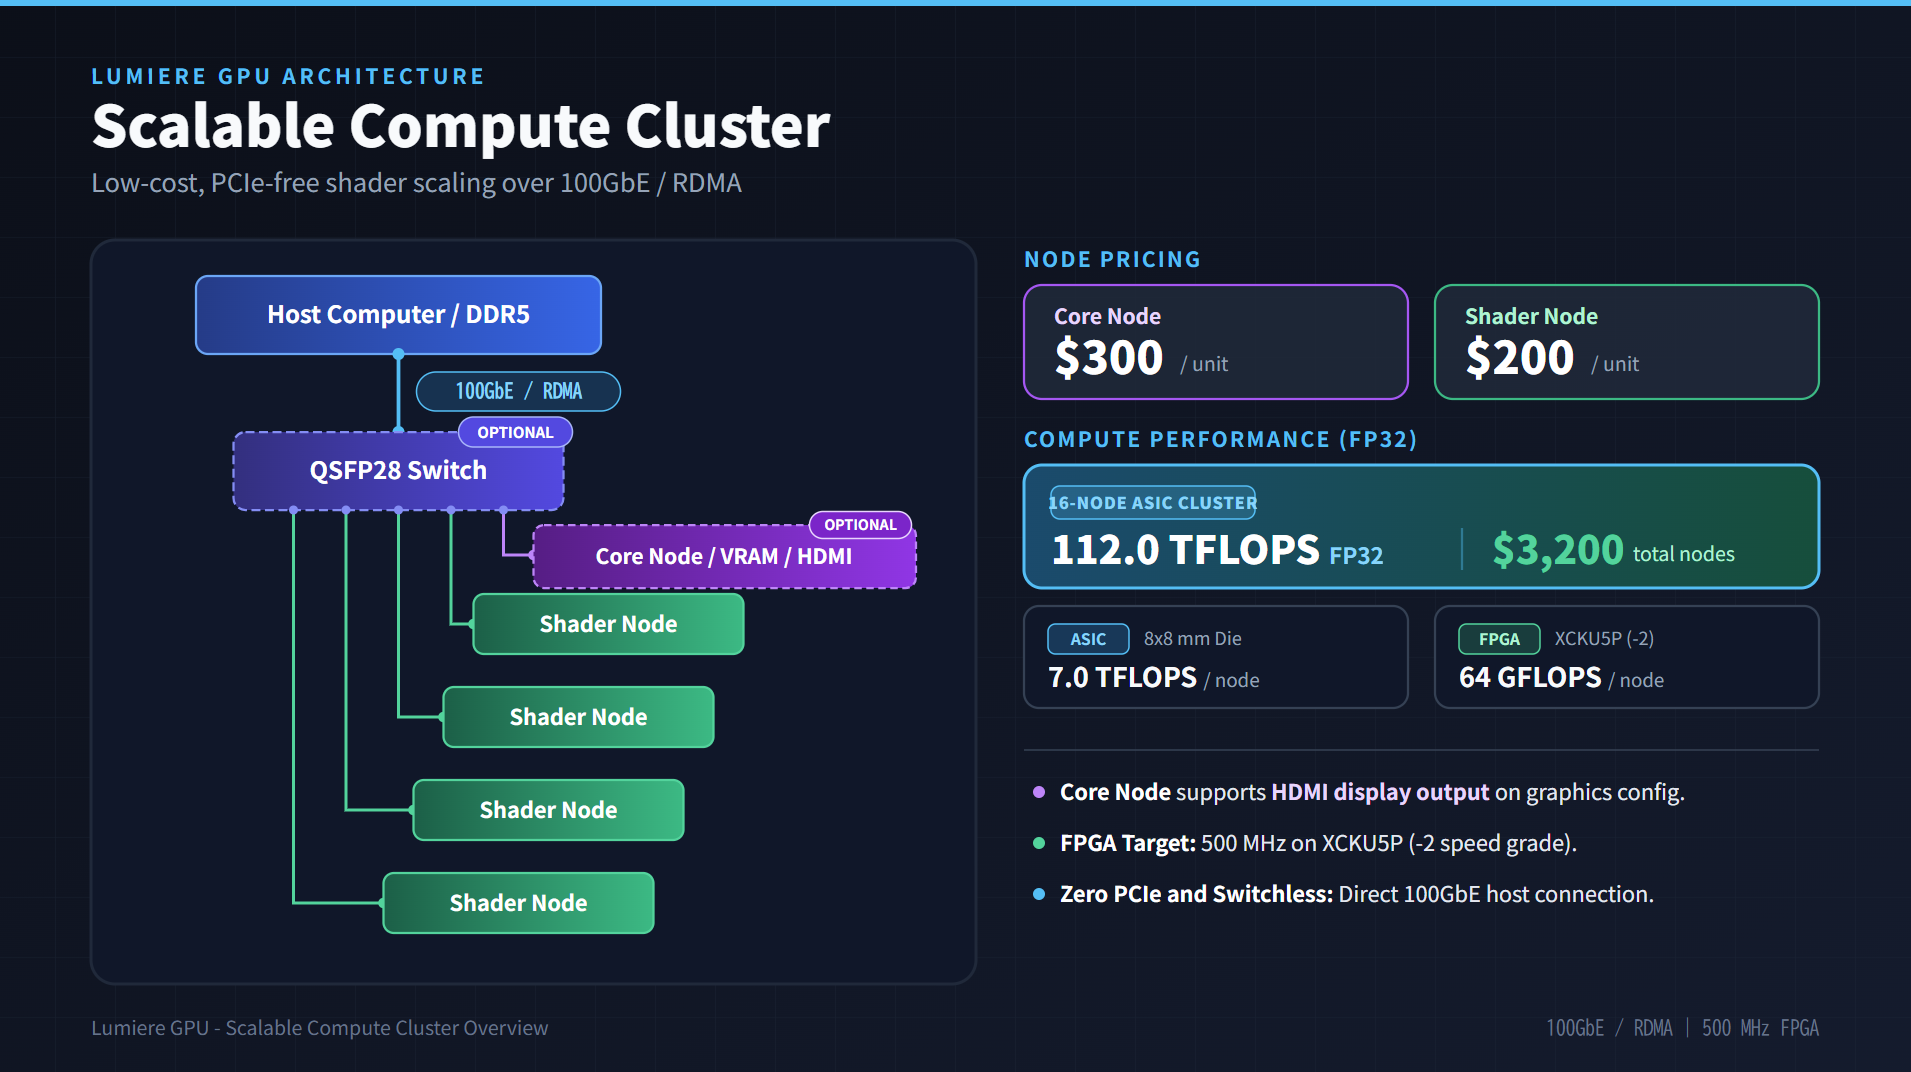 LUMIERE GPU ARCHITECTURE
Scalable Compute Cluster
Low-cost, PCIe-free shader scaling over 100GbE / RDMA
Host Computer / DDR5
100GbE / RDMA
OPTIONAL
QSFP28 Switch
OPTIONAL
Core Node / VRAM / HDMI
Shader Node
Shader Node
Shader Node
Shader Node
NODE PRICING
Core Node
$300 / unit
Shader Node
$200 / unit
COMPUTE PERFORMANCE (FP32)
16-NODE ASIC CLUSTER
112.0 TFLOPS FP32
$3,200 total nodes
ASIC 8x8 mm Die
7.0 TFLOPS / node
FPGA XCKU5P (-2)
64 GFLOPS / node
Core Node supports HDMI display output on graphics config.
FPGA Target: 500 MHz on XCKU5P (-2 speed grade).
Zero PCIe and Switchless: Direct 100GbE host connection.
Lumiere GPU - Scalable Compute Cluster Overview
100GbE / RDMA | 500 MHz FPGA